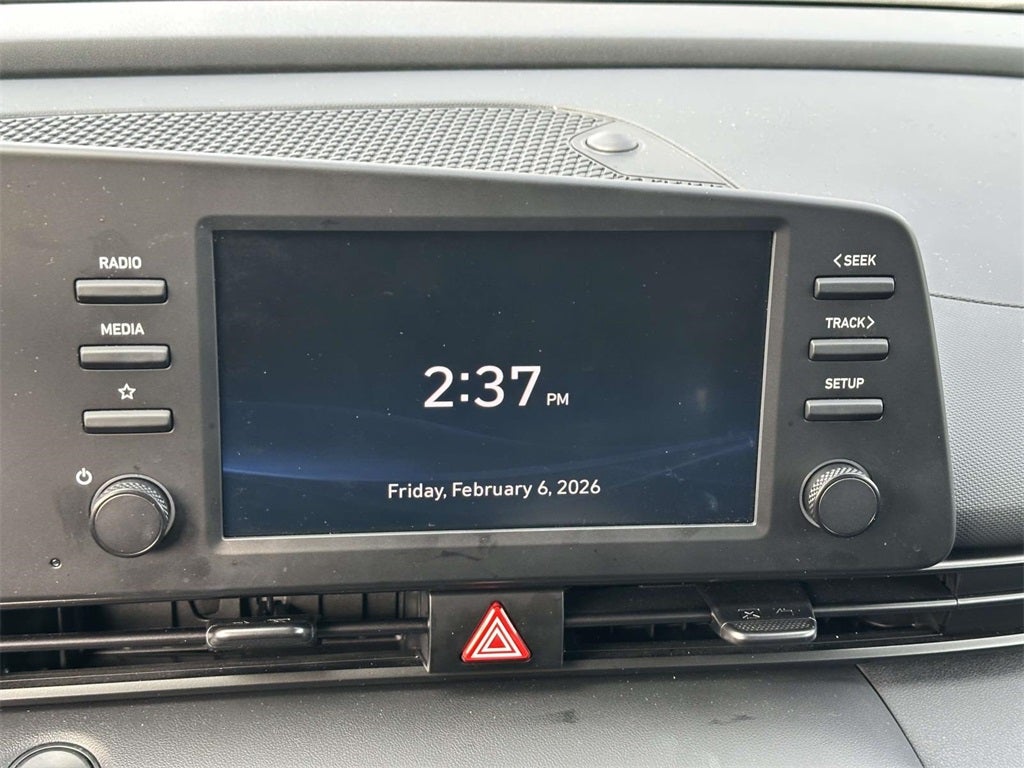 RADIO
MEDIA
2:37 PM
Friday, February 6, 2026
<SEEK
TRACK>
SETUP